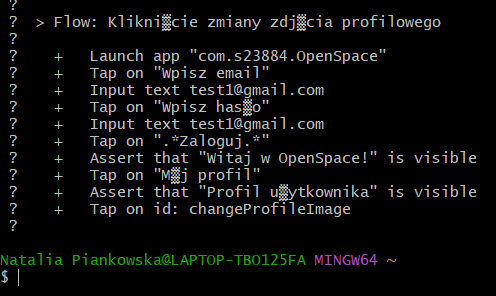 ?
? > Flow: Klikni▒cie zmiany zdj▒cia profilowego
?
? + Launch app "com.s23884.OpenSpace"
? + Tap on "Wpisz email"
? + Input text test1@gmail.com
? + Tap on "Wpisz has▒o"
? + Input text test1@gmail.com
? + Tap on ".*Zaloguj.*"
? + Assert that "Witaj w OpenSpace!" is visible
? + Tap on "M▒j profil"
? + Assert that "Profil u▒ytkownika" is visible
? + Tap on id: changeProfileImage
?
Natalia Piankowska@LAPTOP-TBO125FA MINGW64 ~
$